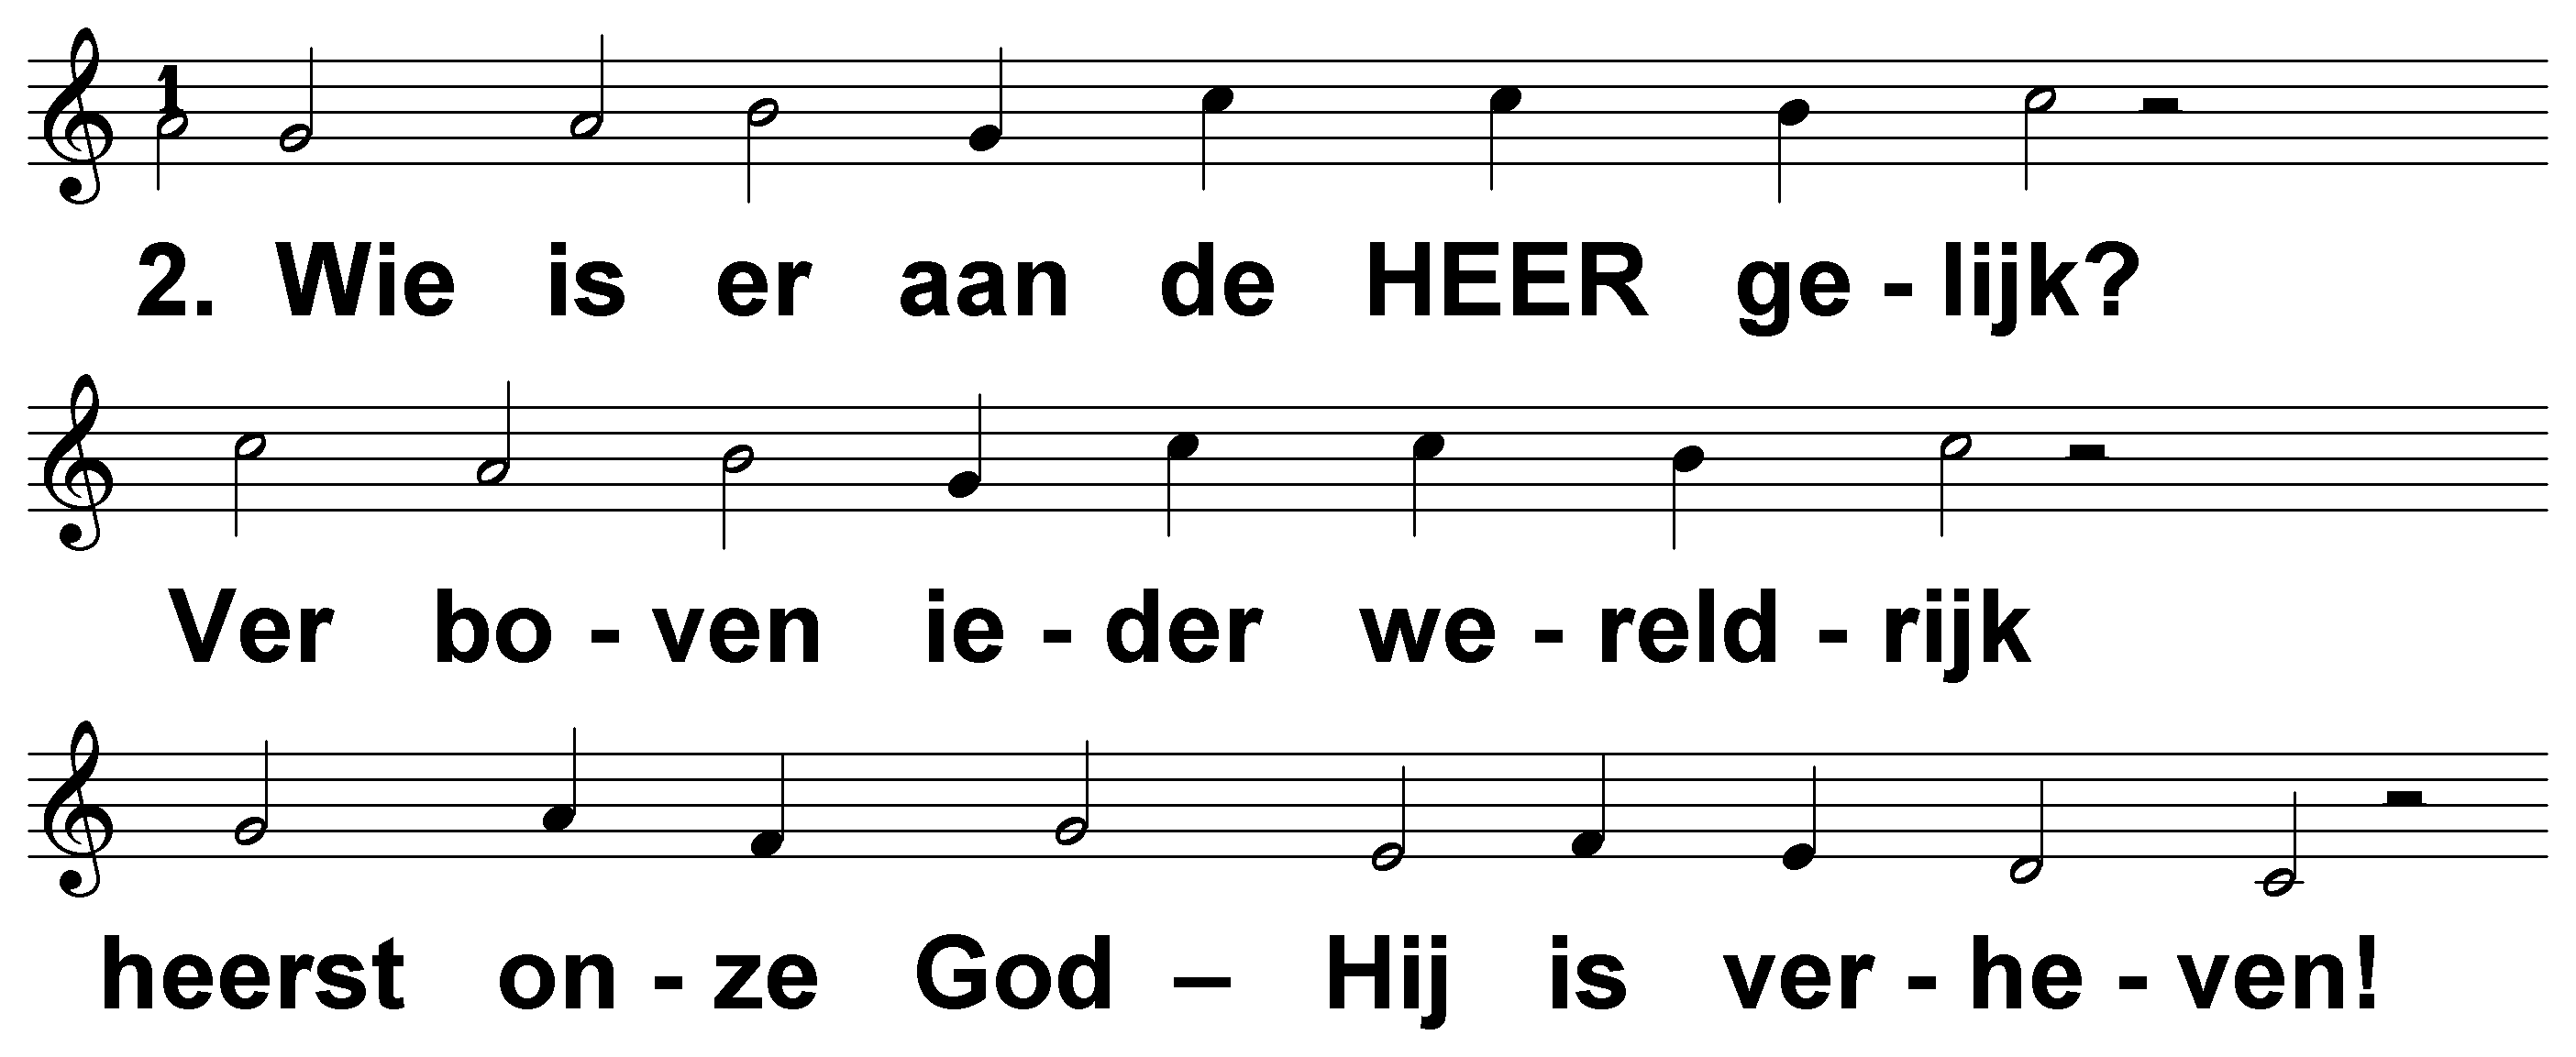 1
2. Wie is er aan de HEER ge - lijk?
Ver bo - ven ie - der we - reld - rijk
heerst on - ze God – Hij is ver - he - ven!